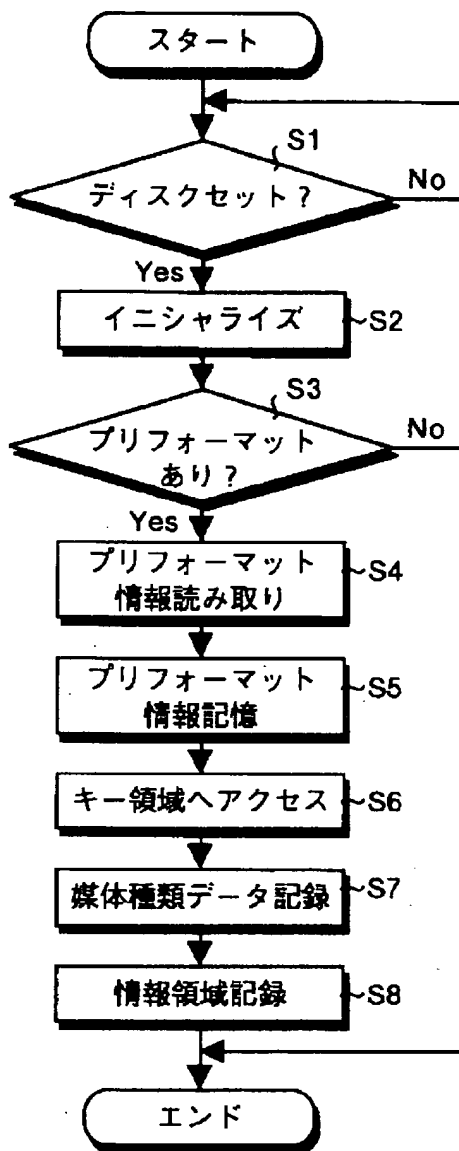 スタート
S1
ディスクセット?
No
Yes
イニシャライズ
S2
S3
プリフォーマット
あり?
No
Yes
プリフォーマット
情報読み取り
S4
プリフォーマット
情報記憶
S5
キー領域へアクセス
S6
媒体種類データ記録
S7
情報領域記録
S8
エンド